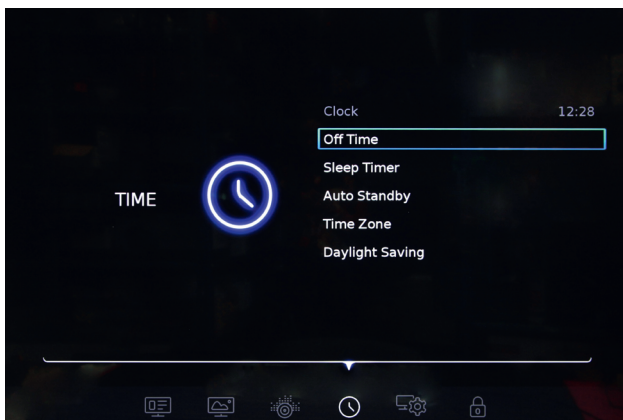 Clock 12:28
Off Time
Sleep Timer
TIME
Auto Standby
Time Zone
Daylight Saving